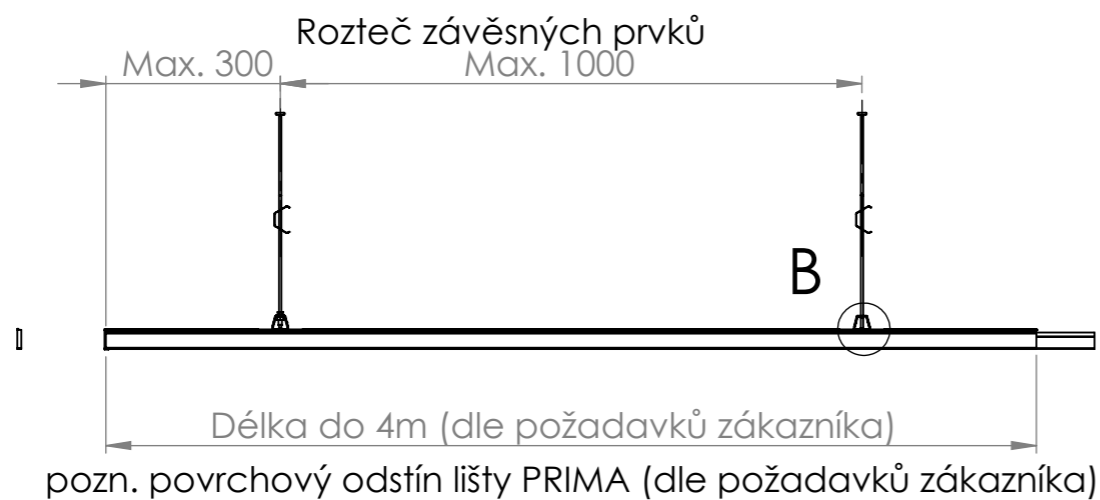 Rozteč závěsných prvků
Max. 300
Max. 1000
B
Délka do 4m (dle požadavků zákazníka)
pozn. povrchový odstín lišty PRIMA (dle požadavků zákazníka)